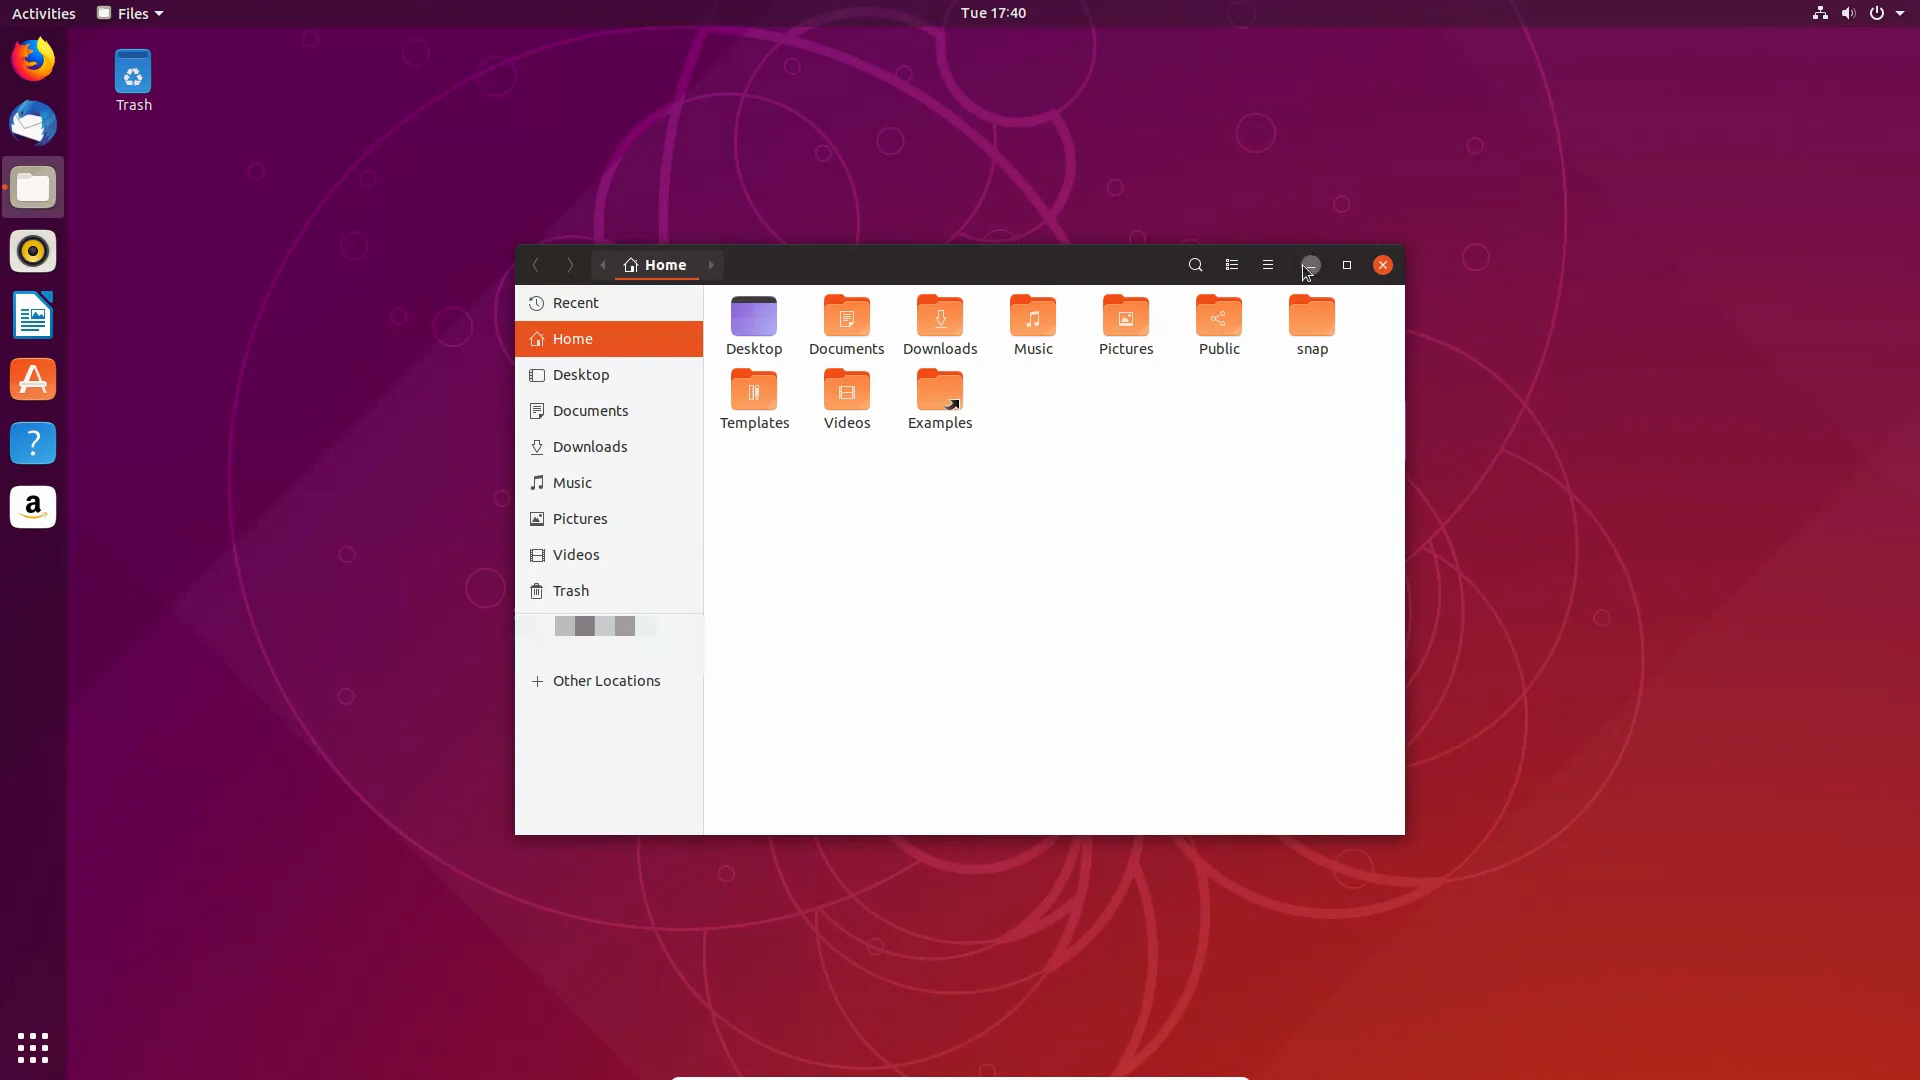 Activities Files Tue 17:40
Trash
Home
Recent
Home
Desktop
Documents
Downloads
Music
Pictures
Videos
Trash
Other Locations
Desktop Documents Downloads Music Pictures Public snap
Templates Videos Examples